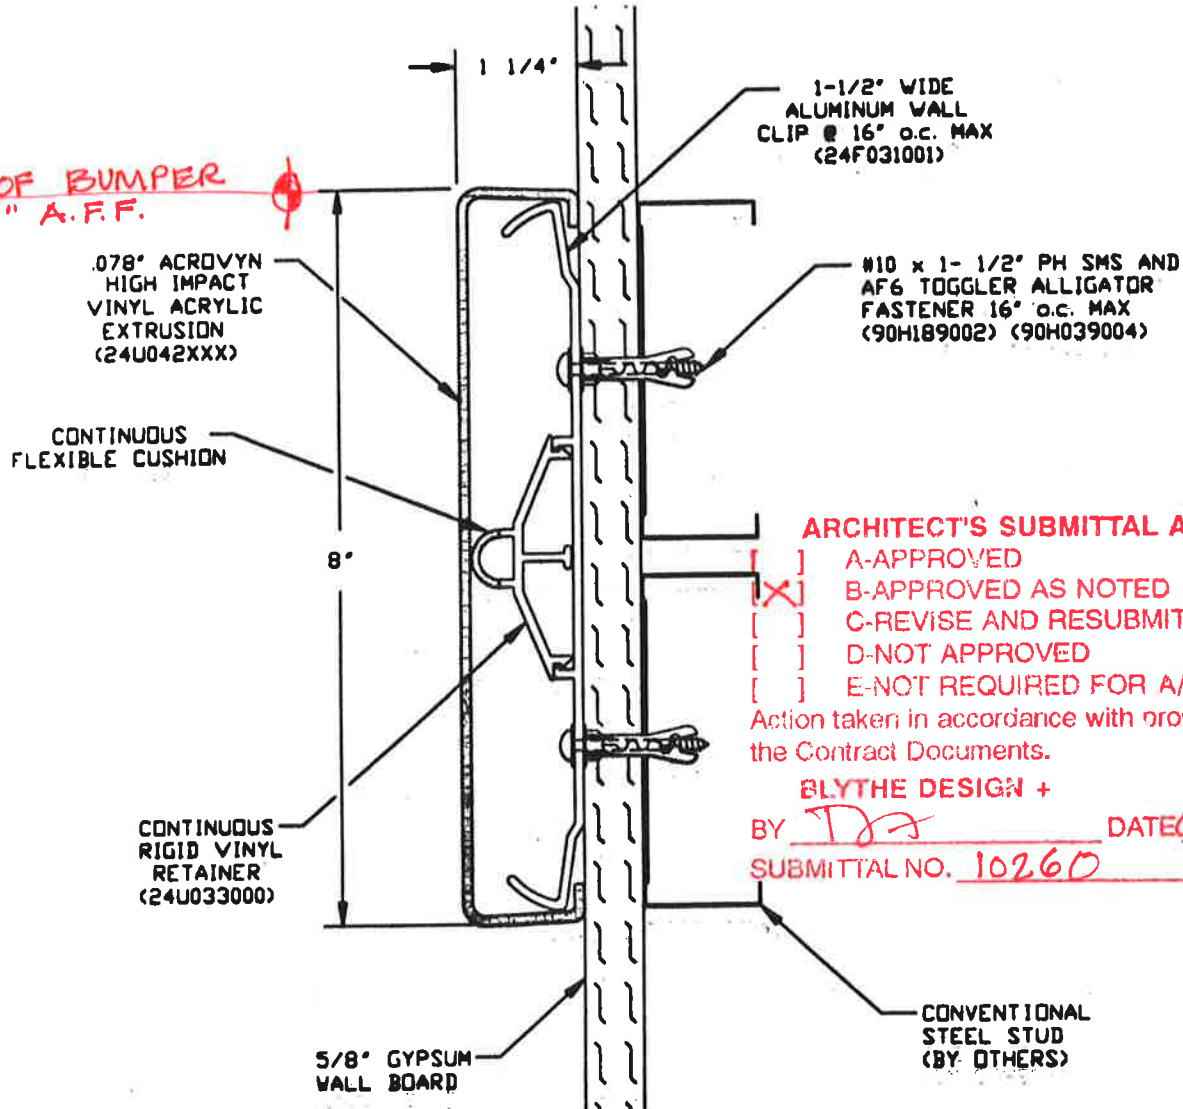 1 1/4"
1-1/2" WIDE
ALUMINUM WALL
CLIP @ 16" o.c. MAX
(24F031001)
OF BUMPER
" A.F.F.
.078" ACROVYN
HIGH IMPACT
VINYL ACRYLIC
EXTRUSION
(24U042XXX)
#10 x 1- 1/2" PH SMS AND
AF6 TOGGLER ALLIGATOR
FASTENER 16" o.c. MAX
(90H189002) (90H039004)
CONTINUOUS
FLEXIBLE CUSHION
8"
ARCHITECT'S SUBMITTAL A
[ ] A-APPROVED
[X] B-APPROVED AS NOTED
[ ] C-REVISE AND RESUBMIT
[ ] D-NOT APPROVED
[ ] E-NOT REQUIRED FOR A/
Action taken in accordance with prov
the Contract Documents.
BLYTHE DESIGN +
BY DATE
SUBMITTAL NO. 10260
CONTINUOUS
RIGID VINYL
RETAINER
(24U033000)
CONVENTIONAL
STEEL STUD
(BY OTHERS)
5/8" GYPSUM
WALL BOARD